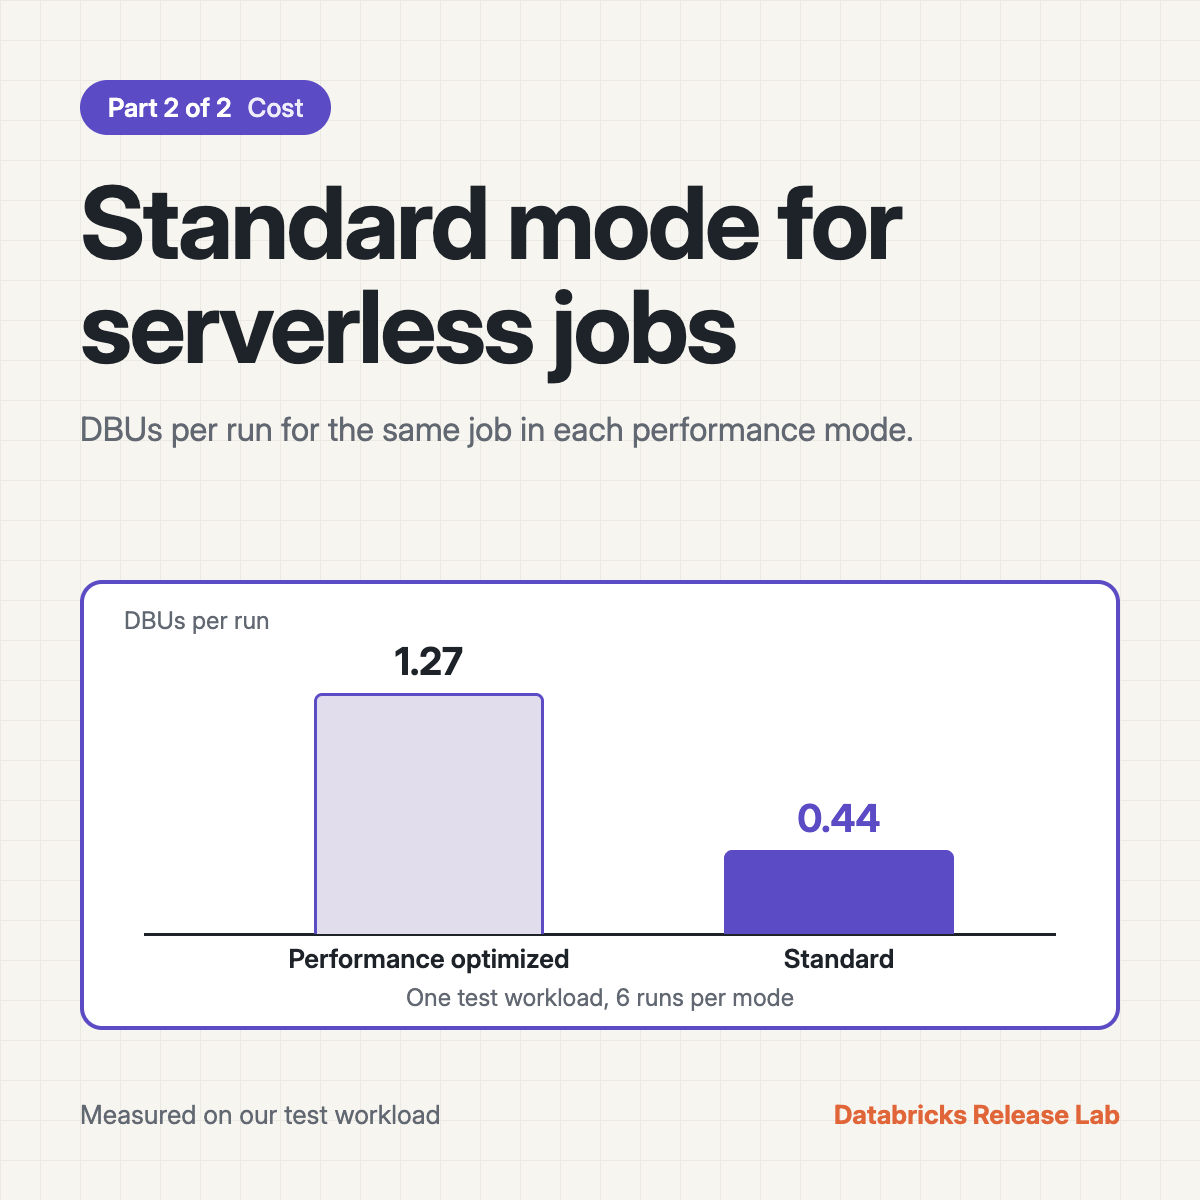 Part 2 of 2 Cost
Standard mode for
serverless jobs
DBUs per run for the same job in each performance mode.
DBUs per run
1.27
0.44
Performance optimized
Standard
One test workload, 6 runs per mode
Measured on our test workload
Databricks Release Lab